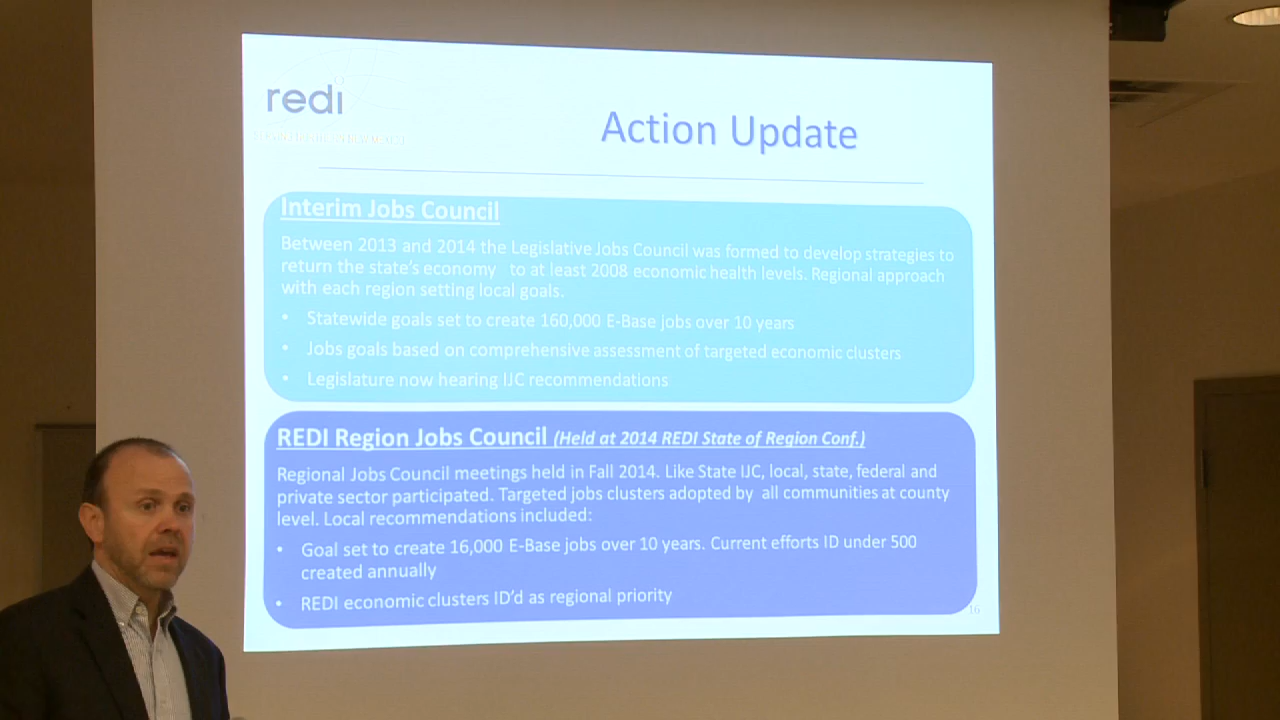 redi
Action Update
Interim Jobs Council
Between 2013 and 2014 the Legislative Jobs Council was formed to develop strategies to
return the state's economy to at least 2008 economic health levels. Regional approach
with each region setting local goals.
• Statewide goals set to create 160,000 E-Base jobs over 10 years
• Jobs goals based on comprehensive assessment of targeted economic clusters
• Legislature now hearing IJC recommendations
REDI Region Jobs Council (Held at 2014 REDI State of Region Conf.)
Regional Jobs Council meetings held in Fall 2014. Like State IJC, local, state, federal and
private sector participated. Targeted jobs clusters adopted by all communities at county
level. Local recommendations included:
• Goal set to create 16,000 E-Base jobs over 10 years. Current efforts ID under 500
created annually
• REDI economic clusters ID'd as regional priority
16